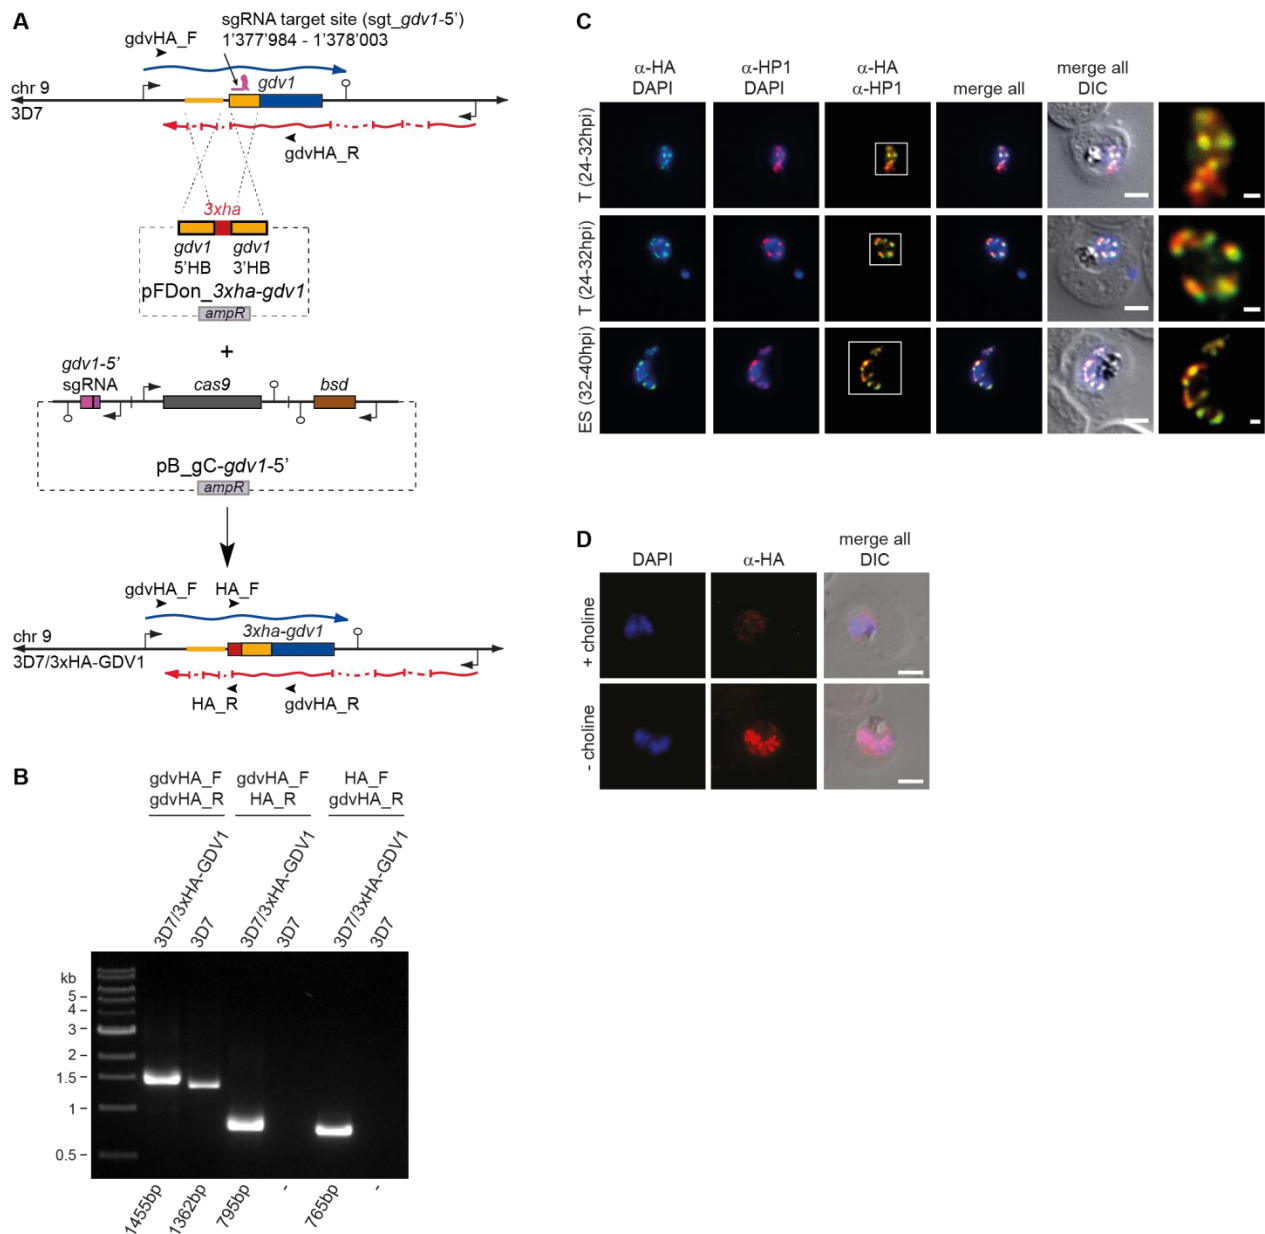 A
sgRNA target site (sgt_gdv1-5’)
1’377’984 - 1’378’003
gdvHA_F
gdv1
chr 9
3D7
gdvHA_R
3xha
gdv1 gdv1
5’HB 3’HB
pFDon_3xha-gdv1
ampR
+
gdv1-5’
sgRNA
cas9
bsd
pB_gC-gdv1-5’
ampR
gdvHA_F HA_F
chr 9
3xha-gdv1
3D7/3xHA-GDV1
HA_R gdvHA_R
B
gdvHA_F gdvHA_F HA_F
gdvHA_R HA_R gdvHA_R
3D7/3xHA-GDV1 3D7 3D7/3xHA-GDV1 3D7 3D7/3xHA-GDV1 3D7
kb
5
4
3
2
1.5
1
0.5
1455bp 1362bp 795bp - 765bp -
C
α-HA α-HP1 α-HA merge all
DAPI DAPI α-HP1 merge all DIC
T (24-32hpi)
T (24-32hpi)
ES (32-40hpi)
D
merge all
DAPI α-HA DIC
+ choline
- choline